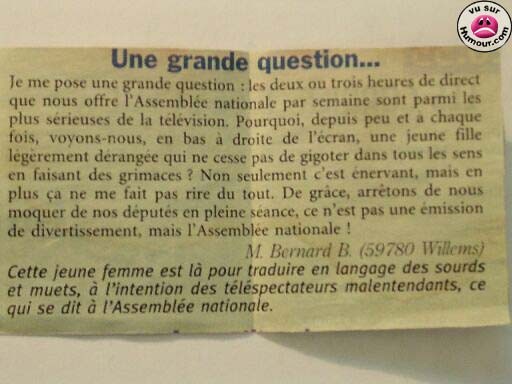 vu sur
Humour.com
Une grande question...
Je me pose une grande question : les deux ou trois heures de direct
que nous offre l'Assemblée nationale par semaine sont parmi les
plus sérieuses de la télévision. Pourquoi, depuis peu et à chaque
fois, voyons-nous, en bas à droite de l'écran, une jeune fille
légèrement dérangée qui ne cesse pas de gigoter dans tous les sens
en faisant des grimaces ? Non seulement c'est énervant, mais en
plus ça ne me fait pas rire du tout. De grâce, arrêtons de nous
moquer de nos députés en pleine séance, ce n'est pas une émission
de divertissement, mais l'Assemblée nationale !
M. Bernard B. (59780 Willems)
Cette jeune femme est là pour traduire en langage des sourds
et muets, à l'intention des téléspectateurs malentendants, ce
qui se dit à l'Assemblée nationale.